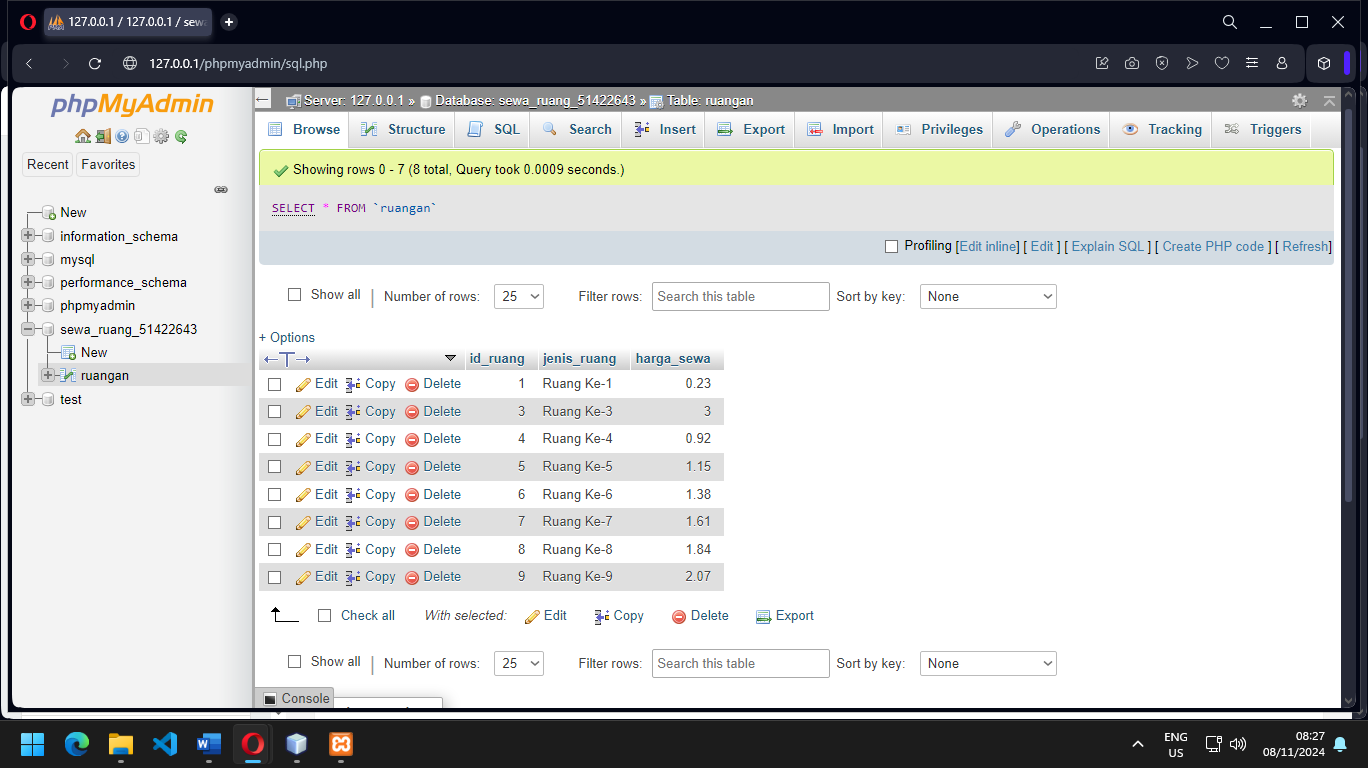 127.0.0.1 / 127.0.0.1 / sewa
127.0.0.1/phpmyadmin/sql.php
phpMyAdmin
Recent Favorites
New
information_schema
mysql
performance_schema
phpmyadmin
sewa_ruang_51422643
New
ruangan
test
Server: 127.0.0.1 » Database: sewa_ruang_51422643 » Table: ruangan
Browse Structure SQL Search Insert Export Import Privileges Operations Tracking Triggers
Showing rows 0 - 7 (8 total, Query took 0.0009 seconds.)
SELECT * FROM `ruangan`
Profiling [Edit inline] [ Edit ] [ Explain SQL ] [ Create PHP code ] [ Refresh]
Show all | Number of rows: 25 Filter rows: Search this table Sort by key: None
+ Options
←T→ id_ruang jenis_ruang harga_sewa
Edit Copy Delete 1 Ruang Ke-1 0.23
Edit Copy Delete 3 Ruang Ke-3 3
Edit Copy Delete 4 Ruang Ke-4 0.92
Edit Copy Delete 5 Ruang Ke-5 1.15
Edit Copy Delete 6 Ruang Ke-6 1.38
Edit Copy Delete 7 Ruang Ke-7 1.61
Edit Copy Delete 8 Ruang Ke-8 1.84
Edit Copy Delete 9 Ruang Ke-9 2.07
Check all With selected: Edit Copy Delete Export
Show all | Number of rows: 25 Filter rows: Search this table Sort by key: None
Console
ENG
US
08:27
08/11/2024